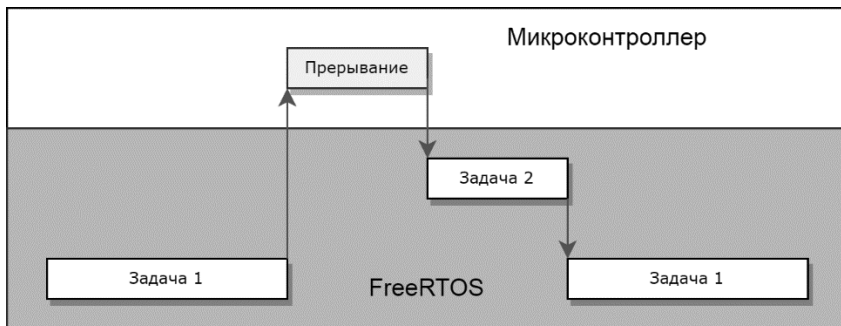 Микроконтроллер
Прерывание
Задача 2
Задача 1
FreeRTOS
Задача 1